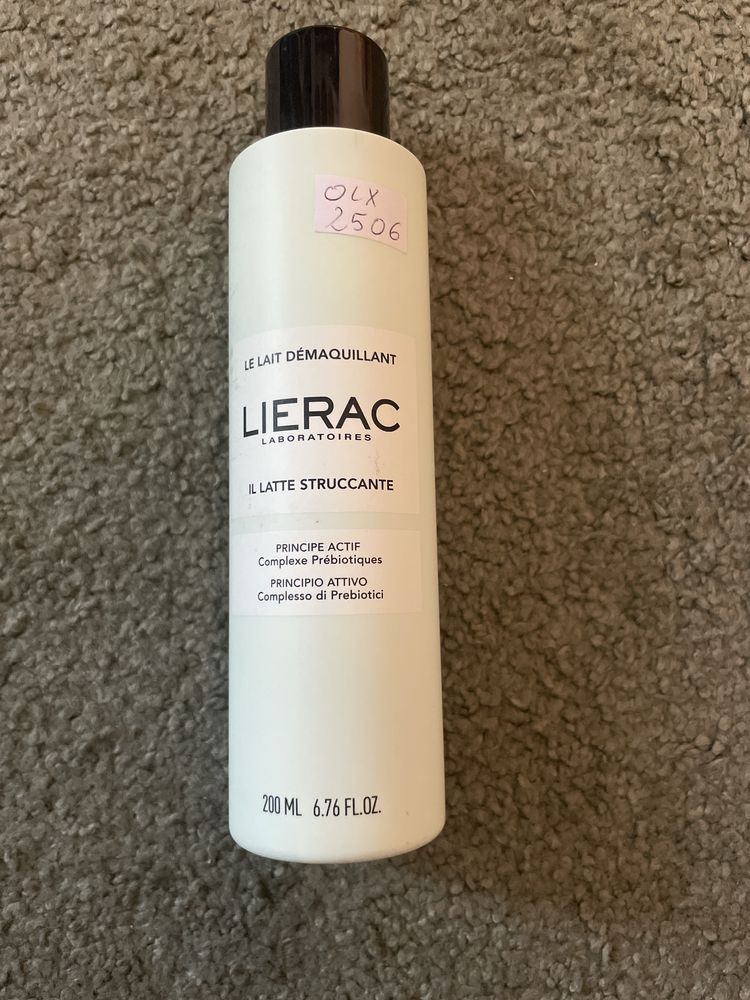 OLX
2506
LE LAIT DÉMAQUILLANT
LIERAC
LABORATOIRES
IL LATTE STRUCCANTE
PRINCIPE ACTIF
Complexe Prébiotiques
PRINCIPIO ATTIVO
Complesso di Prebiotici
200 ML 6.76 FL.OZ.